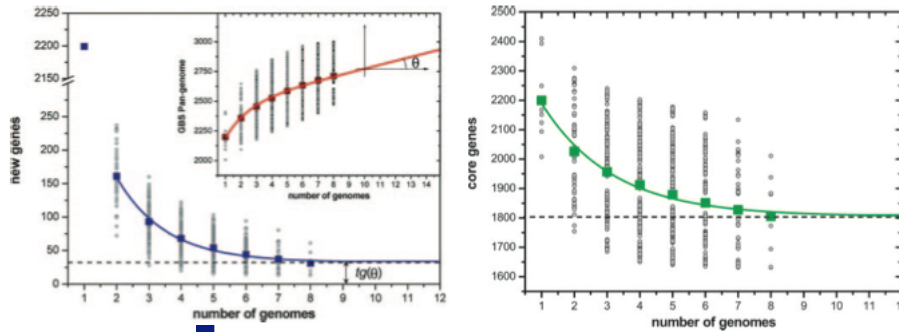 new genes
2200
2150
250
200
150
100
50
0
1 2 3 4 5 6 7 8 9 10 11 12
number of genomes
tg(θ)
GBS Pan-genome
3000
2750
2500
2250
2000
1 2 3 4 5 6 7 8 9 10 11 12 13 14
number of genomes
θ
core genes
2500
2400
2300
2200
2100
2000
1900
1800
1700
1600
1500
1 2 3 4 5 6 7 8 9 10 11 12
number of genomes